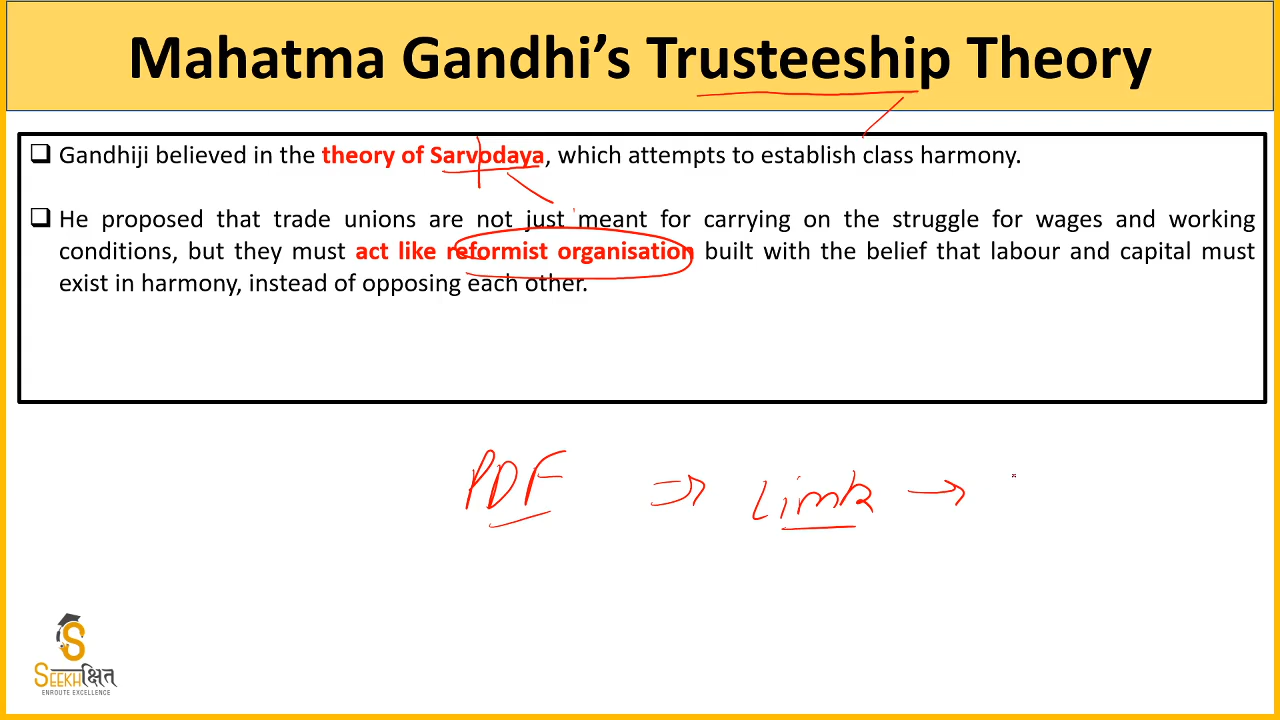 Mahatma Gandhi’s Trusteeship Theory
❑ Gandhiji believed in the theory of Sarvodaya, which attempts to establish class harmony.
❑ He proposed that trade unions are not just meant for carrying on the struggle for wages and working
conditions, but they must act like reformist organisation built with the belief that labour and capital must
exist in harmony, instead of opposing each other.
PDF ⇒ Link →
S
SEEKHक्षित
ENROUTE EXCELLENCE